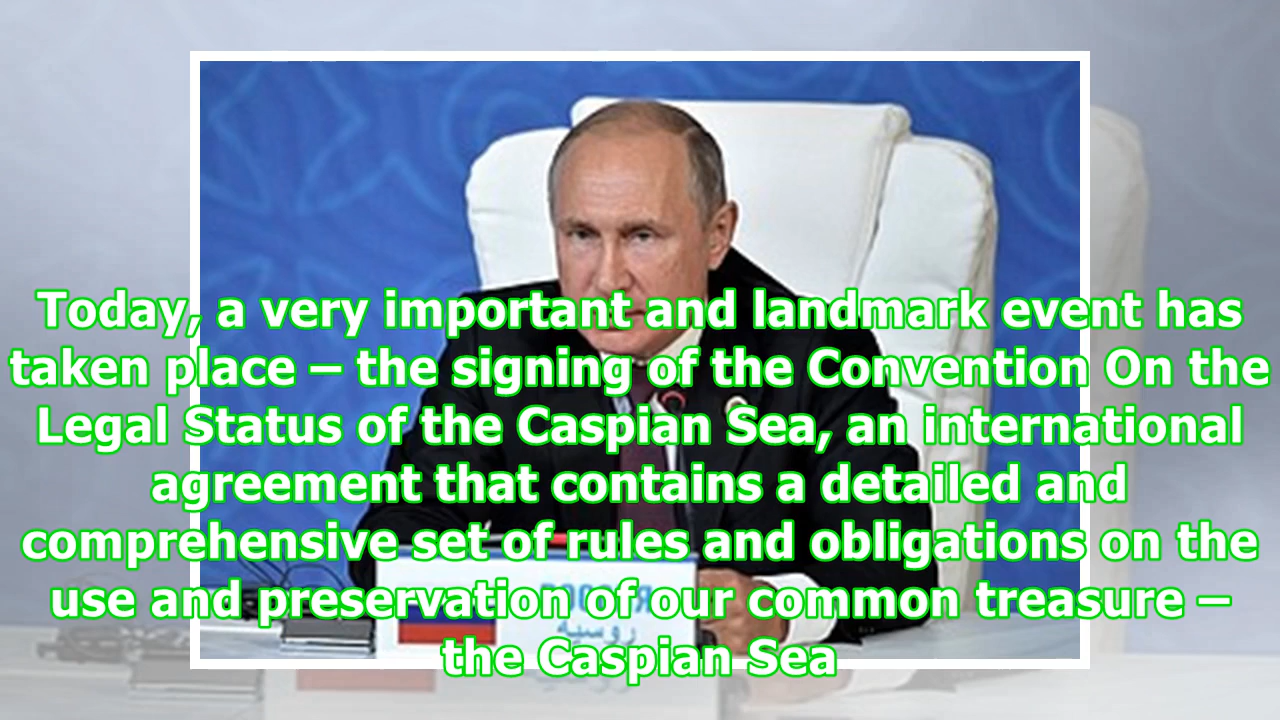 Today, a very important and landmark event has
taken place – the signing of the Convention On the
Legal Status of the Caspian Sea, an international
agreement that contains a detailed and
comprehensive set of rules and obligations on the
use and preservation of our common treasure –
РОССИЯ
روسیه
the Caspian Sea